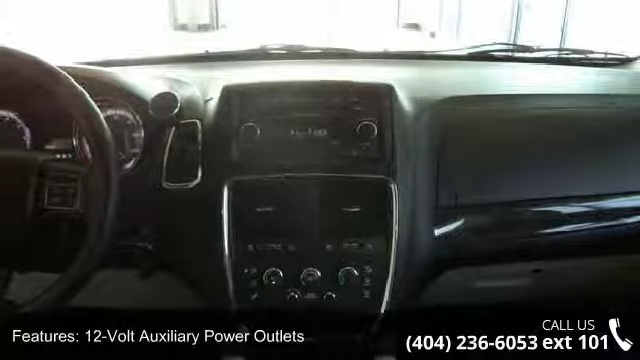 Features: 12-Volt Auxiliary Power Outlets
CALL US
(404) 236-6053 ext 101